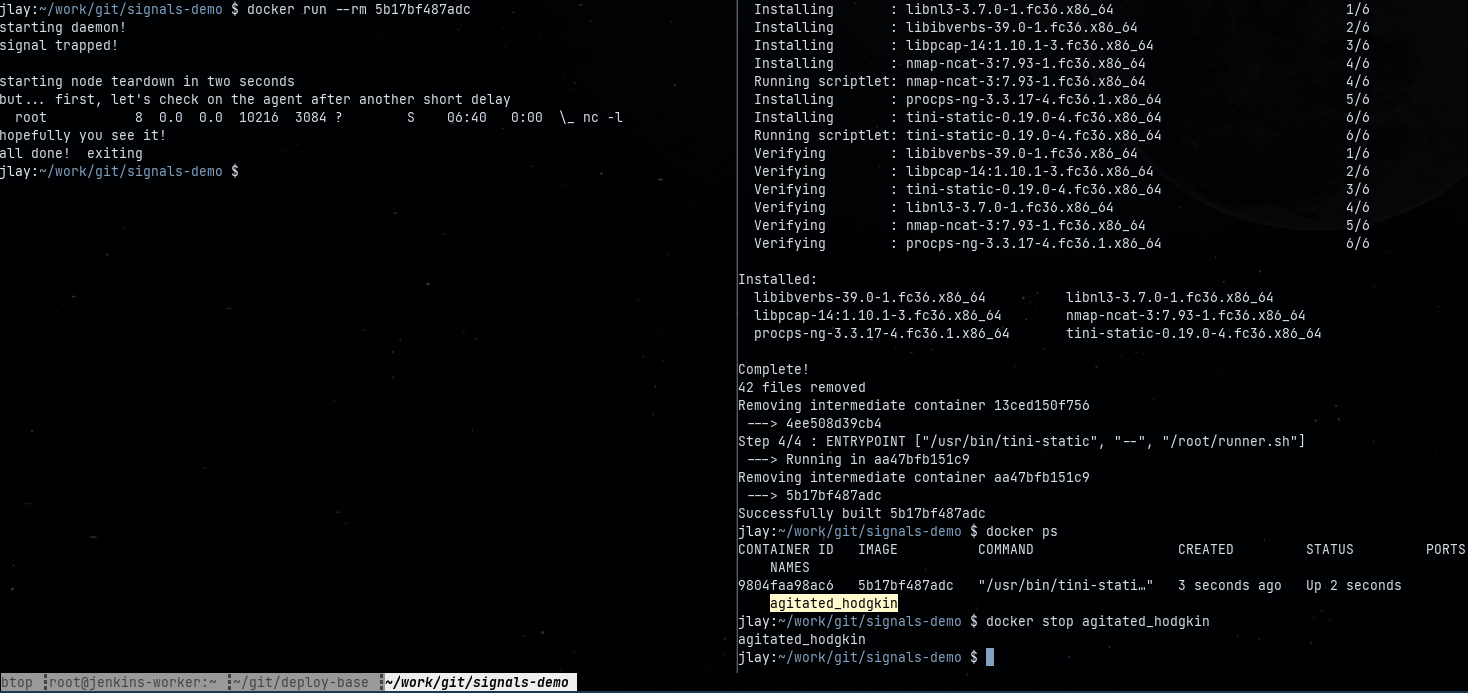 jlay:~/work/git/signals-demo $ docker run --rm 5b17bf487adc
starting daemon!
signal trapped!
starting node teardown in two seconds
but... first, let's check on the agent after another short delay
  root           8  0.0  0.0  10216  3084 ?        S    06:40   0:00  \_ nc -l
hopefully you see it!
all done!  exiting
jlay:~/work/git/signals-demo $
  Installing       : libnl3-3.7.0-1.fc36.x86_64                             1/6
  Installing       : libibverbs-39.0-1.fc36.x86_64                          2/6
  Installing       : libpcap-14:1.10.1-3.fc36.x86_64                        3/6
  Installing       : nmap-ncat-3:7.93-1.fc36.x86_64                         4/6
  Running scriptlet: nmap-ncat-3:7.93-1.fc36.x86_64                         4/6
  Installing       : procps-ng-3.3.17-4.fc36.1.x86_64                       5/6
  Installing       : tini-static-0.19.0-4.fc36.x86_64                       6/6
  Running scriptlet: tini-static-0.19.0-4.fc36.x86_64                       6/6
  Verifying        : libibverbs-39.0-1.fc36.x86_64                          1/6
  Verifying        : libpcap-14:1.10.1-3.fc36.x86_64                        2/6
  Verifying        : tini-static-0.19.0-4.fc36.x86_64                       3/6
  Verifying        : libnl3-3.7.0-1.fc36.x86_64                             4/6
  Verifying        : nmap-ncat-3:7.93-1.fc36.x86_64                         5/6
  Verifying        : procps-ng-3.3.17-4.fc36.1.x86_64                       6/6
Installed:
  libibverbs-39.0-1.fc36.x86_64          libnl3-3.7.0-1.fc36.x86_64
  libpcap-14:1.10.1-3.fc36.x86_64        nmap-ncat-3:7.93-1.fc36.x86_64
  procps-ng-3.3.17-4.fc36.1.x86_64       tini-static-0.19.0-4.fc36.x86_64
Complete!
42 files removed
Removing intermediate container 13ced150f756
 ---> 4ee508d39cb4
Step 4/4 : ENTRYPOINT ["/usr/bin/tini-static", "--", "/root/runner.sh"]
 ---> Running in aa47bfb151c9
Removing intermediate container aa47bfb151c9
 ---> 5b17bf487adc
Successfully built 5b17bf487adc
jlay:~/work/git/signals-demo $ docker ps
CONTAINER ID   IMAGE          COMMAND                  CREATED         STATUS         PORTS
    NAMES
9804faa98ac6   5b17bf487adc   "/usr/bin/tini-stati…"   3 seconds ago   Up 2 seconds
    agitated_hodgkin
jlay:~/work/git/signals-demo $ docker stop agitated_hodgkin
agitated_hodgkin
jlay:~/work/git/signals-demo $
btop ¦root@jenkins-worker:~ ¦~/git/deploy-base ¦~/work/git/signals-demo